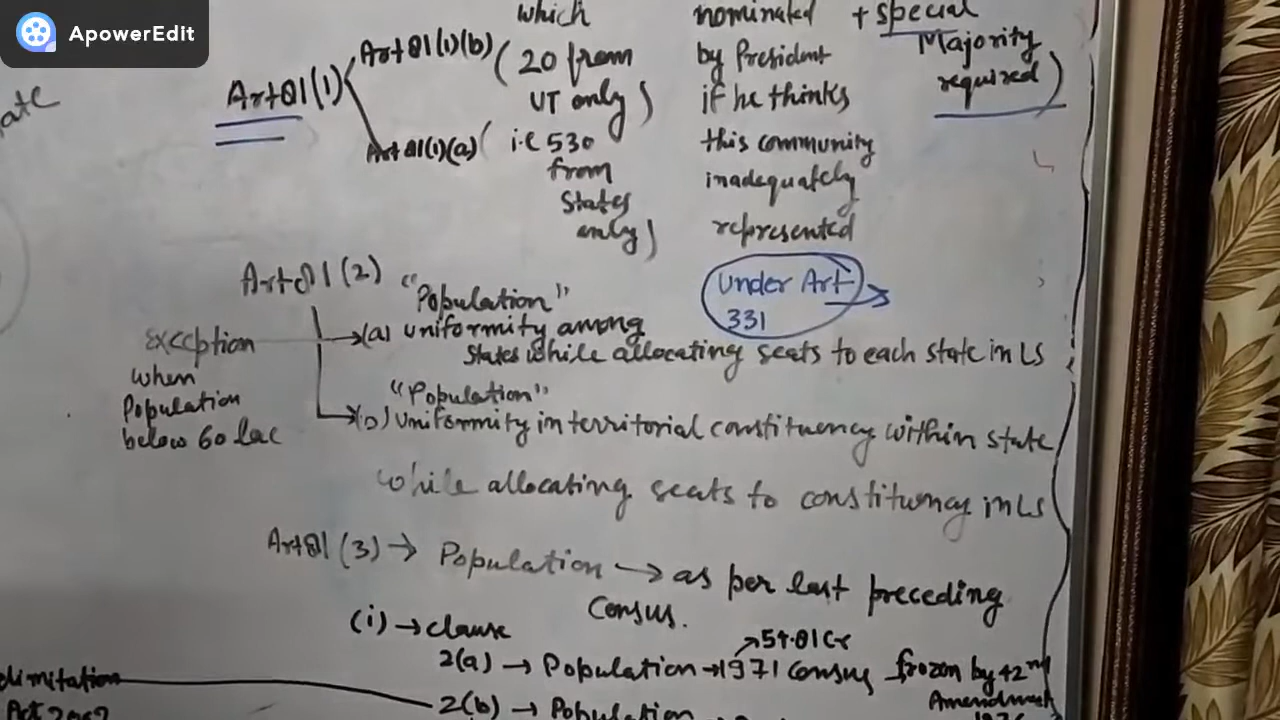 ApowerEdit
which
nominated + special
Majority
required)
Art 81(1)
Art 81(1)(b) (20 from
UT only)
Art 81(1)(a) (i.e 530
from
States
only)
by President
if he thinks
this community
inadequately
represented
Under Art
331
Art 81(2)
"Population"
(a) uniformity among
States while allocating seats to each state in LS
"Population"
(b) Uniformity in territorial constituency within state
while allocating seats to constituency in LS
exception
when
Population
below 60 lac
Art 81(3) → Population → as per last preceding
Census.
(i) → clause
2(a) → Population → 1971 Census frozen by 42nd
54.81 Cr
Amendment
2(b) → Population